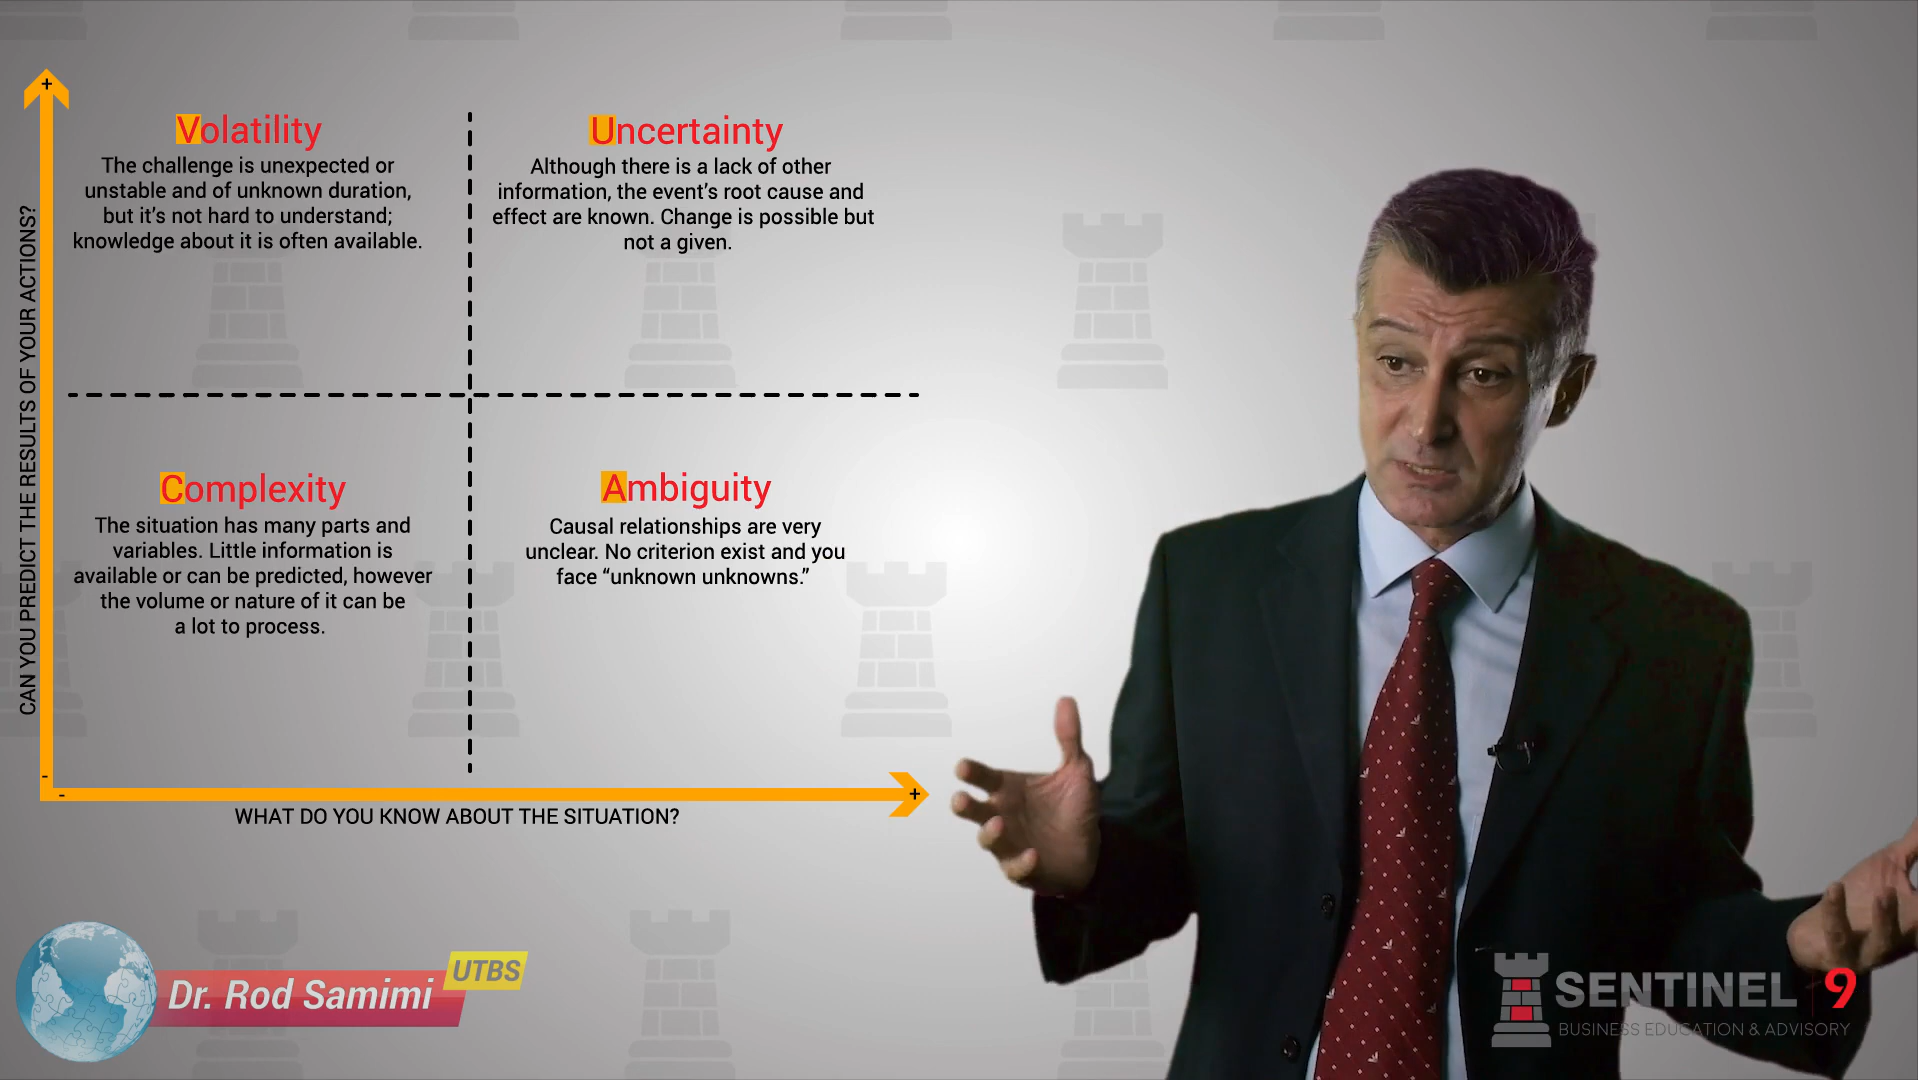 +
Volatility
The challenge is unexpected or
unstable and of unknown duration,
but it's not hard to understand;
knowledge about it is often available.
Uncertainty
Although there is a lack of other
information, the event's root cause and
effect are known. Change is possible but
not a given.
CAN YOU PREDICT THE RESULTS OF YOUR ACTIONS?
Complexity
The situation has many parts and
variables. Little information is
available or can be predicted, however
the volume or nature of it can be
a lot to process.
Ambiguity
Causal relationships are very
unclear. No criterion exist and you
face “unknown unknowns.”
-
-
+
WHAT DO YOU KNOW ABOUT THE SITUATION?
Dr. Rod Samimi
UTBS
SENTINEL 9
BUSINESS EDUCATION & ADVISORY